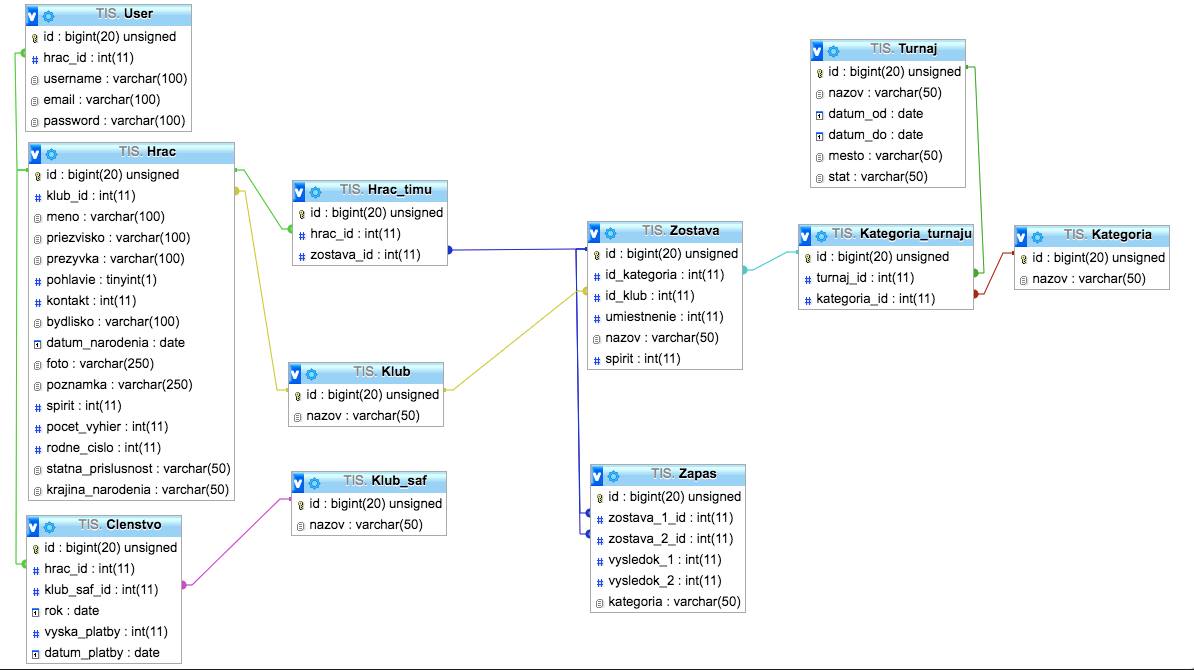 TIS. User
id : bigint(20) unsigned
hrac_id : int(11)
username : varchar(100)
email : varchar(100)
password : varchar(100)
TIS. Hrac
id : bigint(20) unsigned
klub_id : int(11)
meno : varchar(100)
priezvisko : varchar(100)
prezyvka : varchar(100)
pohlavie : tinyint(1)
kontakt : int(11)
bydlisko : varchar(100)
datum_narodenia : date
foto : varchar(250)
poznamka : varchar(250)
spirit : int(11)
pocet_vyhier : int(11)
rodne_cislo : int(11)
statna_prislusnost : varchar(50)
krajina_narodenia : varchar(50)
TIS. Clenstvo
id : bigint(20) unsigned
hrac_id : int(11)
klub_saf_id : int(11)
rok : date
vyska_platby : int(11)
datum_platby : date
TIS. Hrac_timu
id : bigint(20) unsigned
hrac_id : int(11)
zostava_id : int(11)
TIS. Klub
id : bigint(20) unsigned
nazov : varchar(50)
TIS. Klub_saf
id : bigint(20) unsigned
nazov : varchar(50)
TIS. Zostava
id : bigint(20) unsigned
id_kategoria : int(11)
id_klub : int(11)
umiestnenie : int(11)
nazov : varchar(50)
spirit : int(11)
TIS. Zapas
id : bigint(20) unsigned
zostava_1_id : int(11)
zostava_2_id : int(11)
vysledok_1 : int(11)
vysledok_2 : int(11)
kategoria : varchar(50)
TIS. Turnaj
id : bigint(20) unsigned
nazov : varchar(50)
datum_od : date
datum_do : date
mesto : varchar(50)
stat : varchar(50)
TIS. Kategoria_turnaju
id : bigint(20) unsigned
turnaj_id : int(11)
kategoria_id : int(11)
TIS. Kategoria
id : bigint(20) unsigned
nazov : varchar(50)